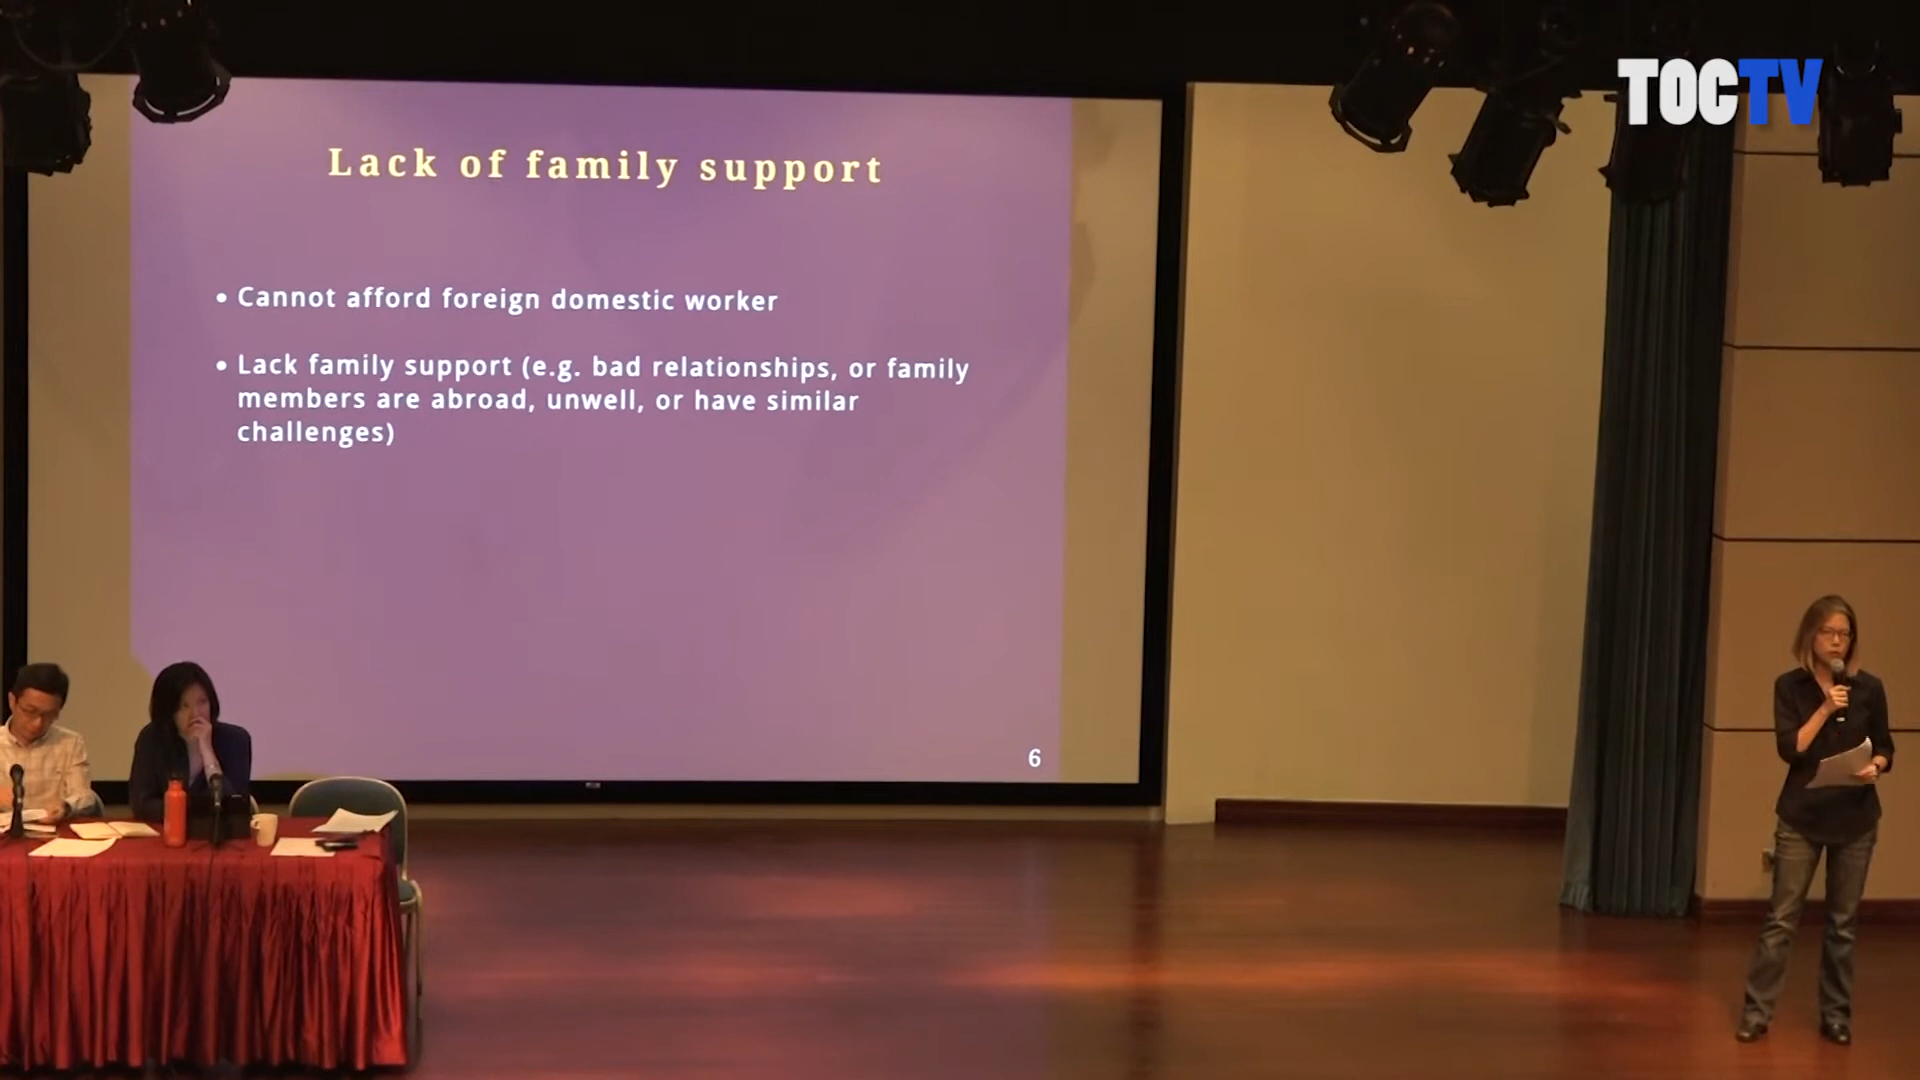 TOCTV
Lack of family support
• Cannot afford foreign domestic worker
• Lack family support (e.g. bad relationships, or family
members are abroad, unwell, or have similar
challenges)
6